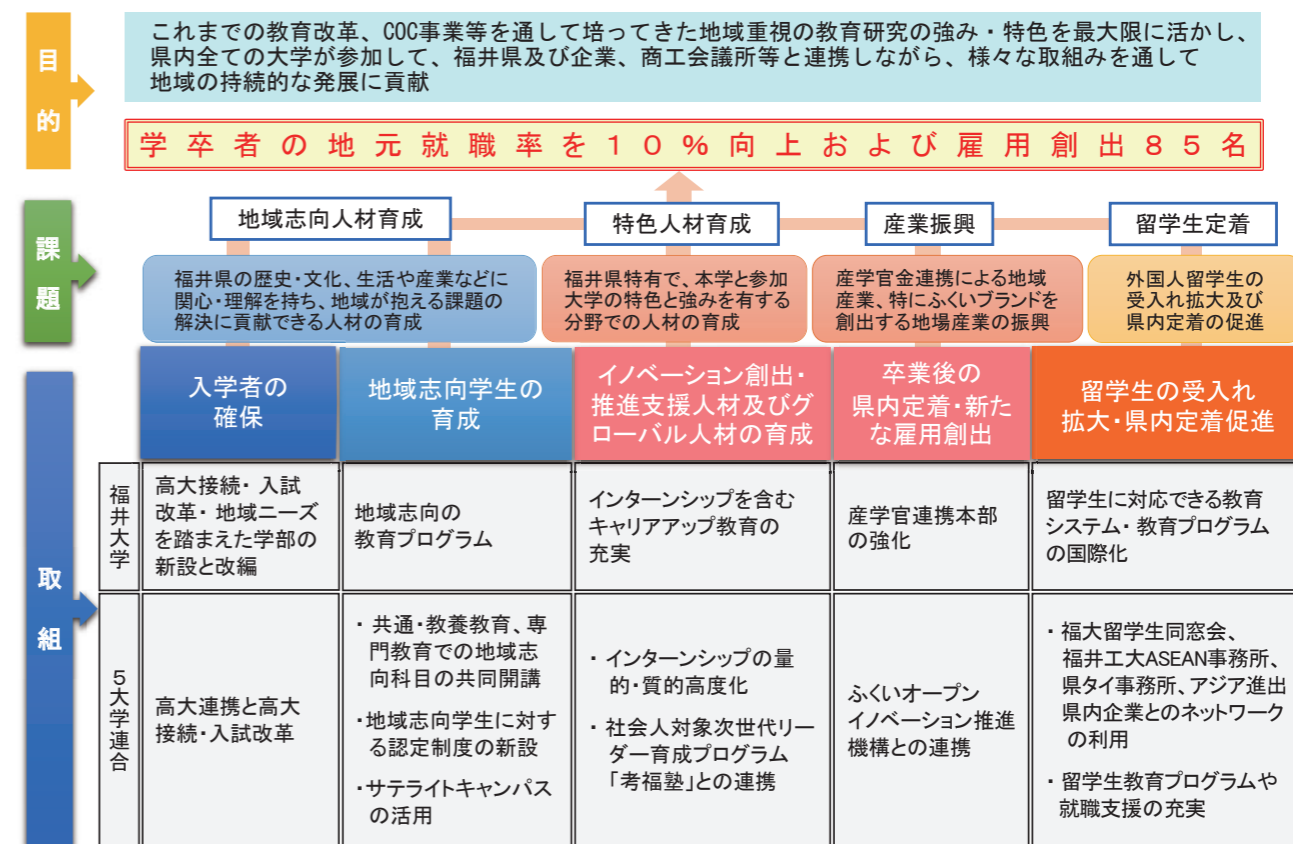 目的
これまでの教育改革、COC事業等を通して培ってきた地域重視の教育研究の強み・特色を最大限に活かし、
県内全ての大学が参加して、福井県及び企業、商工会議所等と連携しながら、様々な取組みを通して
地域の持続的な発展に貢献
学卒者の地元就職率を10%向上および雇用創出85名
課題
地域志向人材育成
特色人材育成
産業振興
留学生定着
福井県の歴史・文化、生活や産業などに
関心・理解を持ち、地域が抱える課題の
解決に貢献できる人材の育成
福井県特有で、本学と参加
大学の特色と強みを有する
分野での人材の育成
産学官金連携による地域
産業、特にふくいブランドを
創出する地場産業の振興
外国人留学生の
受入れ拡大及び
県内定着の促進
取組
入学者の
確保
地域志向学生の
育成
イノベーション創出・
推進支援人材及びグ
ローバル人材の育成
卒業後の
県内定着・新た
な雇用創出
留学生の受入れ
拡大・県内定着促進
福井大学
高大接続・入試
改革・地域ニーズ
を踏まえた学部の
新設と改編
地域志向の
教育プログラム
インターンシップを含む
キャリアアップ教育の
充実
産学官連携本部
の強化
留学生に対応できる教育
システム・教育プログラム
の国際化
5大学連合
高大連携と高大
接続・入試改革
・共通・教養教育、専
門教育での地域志
向科目の共同開講
・地域志向学生に対す
る認定制度の新設
・サテライトキャンパス
の活用
・インターンシップの量
的・質的高度化
・社会人対象次世代リー
ダー育成プログラム
「考福塾」との連携
ふくいオープン
イノベーション推進
機構との連携
・福大留学生同窓会、
福井工大ASEAN事務所、
県タイ事務所、アジア進出
県内企業とのネットワーク
の利用
・留学生教育プログラムや
就職支援の充実